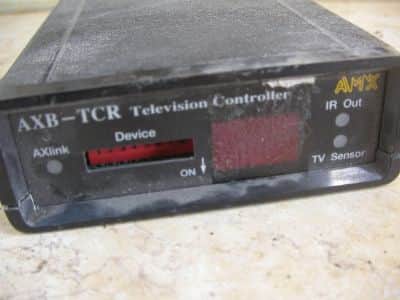 AMX
AXB-TCR Television Controller
Device
IR Out
AXlink
ON
TV Sensor